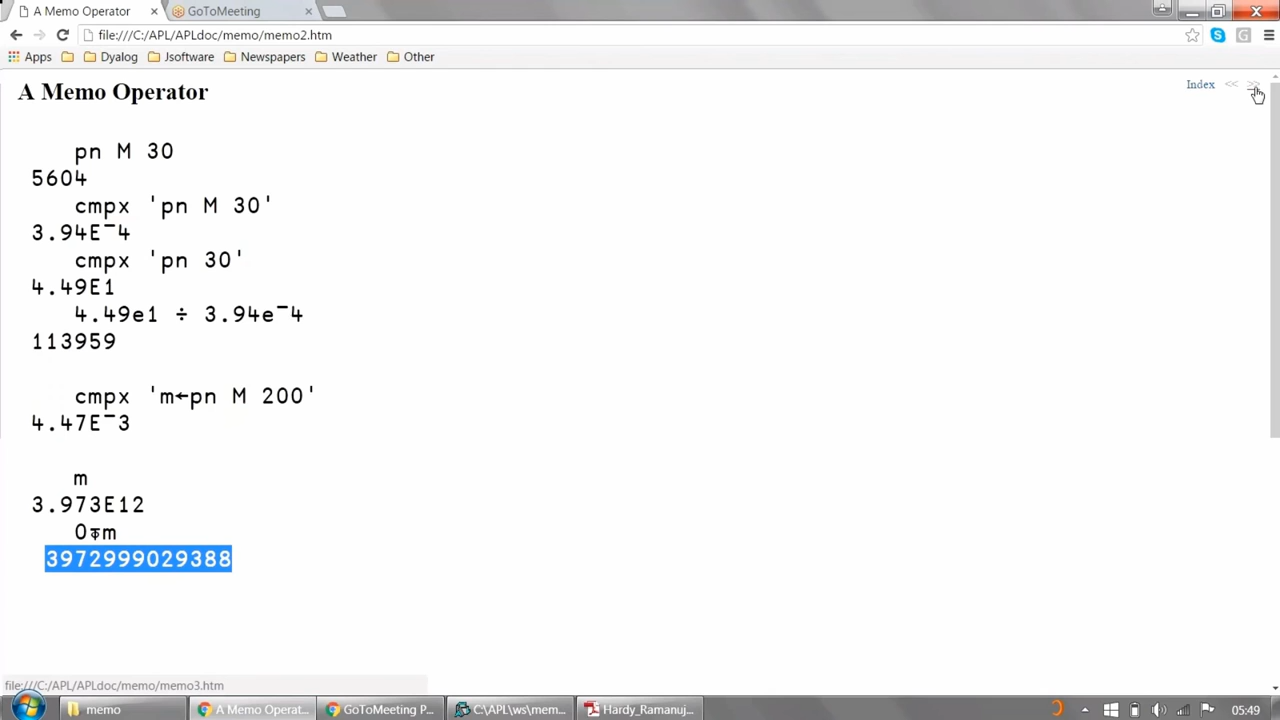 A Memo Operator
GoToMeeting
file:///C:/APL/APLdoc/memo/memo2.htm
Apps
Dyalog
Jsoftware
Newspapers
Weather
Other
A Memo Operator
Index << >>
pn M 30
5604
cmpx 'pn M 30'
3.94E¯4
cmpx 'pn 30'
4.49E1
4.49e1 ÷ 3.94e¯4
113959
cmpx 'm←pn M 200'
4.47E¯3
m
3.973E12
0⍕m
3972999029388
file:///C:/APL/APLdoc/memo/memo3.htm
memo
A Memo Operat...
GoToMeeting P...
C:\APL\ws\mem...
Hardy_Ramanuj...
05:49